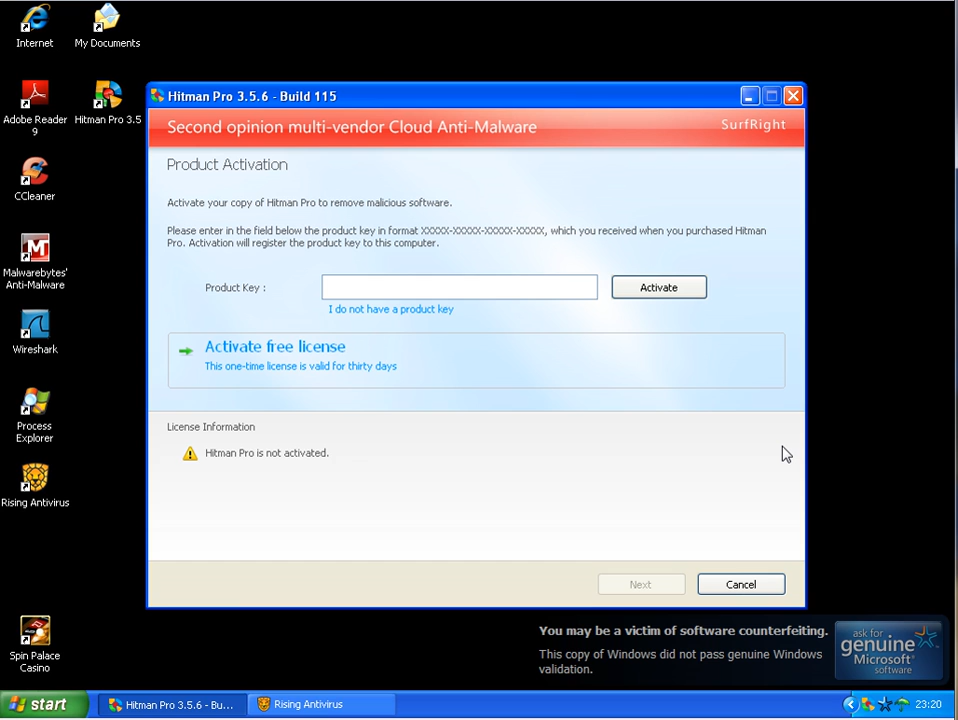 Internet
My Documents
Adobe Reader
9
Hitman Pro 3.5
CCleaner
Malwarebytes'
Anti-Malware
Wireshark
Process
Explorer
Rising Antivirus
Spin Palace
Casino
Hitman Pro 3.5.6 - Build 115
Second opinion multi-vendor Cloud Anti-Malware
SurfRight
Product Activation
Activate your copy of Hitman Pro to remove malicious software.
Please enter in the field below the product key in format XXXXX-XXXXX-XXXXX-XXXXX, which you received when you purchased Hitman
Pro. Activation will register the product key to this computer.
Product Key :
Activate
I do not have a product key
Activate free license
This one-time license is valid for thirty days
License Information
Hitman Pro is not activated.
Next
Cancel
You may be a victim of software counterfeiting.
This copy of Windows did not pass genuine Windows
validation.
ask for
genuine
Microsoft
software
start
Hitman Pro 3.5.6 - Bu...
Rising Antivirus
23:20